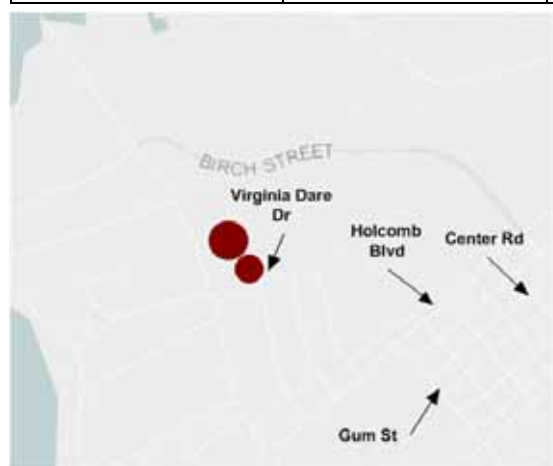 BIRCH STREET
Virginia Dare
Dr
Holcomb
Blvd
Center Rd
Gum St